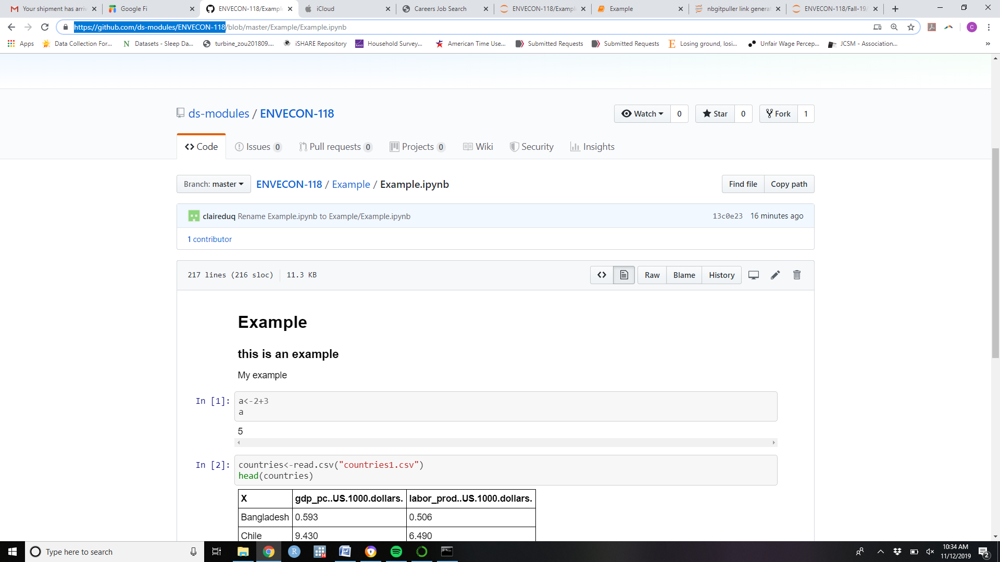 Your shipment has arriv
Google Fi
ENVECON-118/Example
iCloud
Careers Job Search
ENVECON-118/Example
Example
nbgitpuller link genera
ENVECON-118/Fall-19/
https://github.com/ds-modules/ENVECON-118/blob/master/Example/Example.ipynb
C
Apps
Data Collection For...
Datasets - Sleep Da...
turbine_zou201809....
iSHARE Repository
Household Survey...
American Time Use...
Submitted Requests
Submitted Requests
Losing ground, losi...
Unfair Wage Percep...
JCSM - Association...
ds-modules / ENVECON-118
Watch 0
Star 0
Fork 1
Code
Issues 0
Pull requests 0
Projects 0
Wiki
Security
Insights
Branch: master
ENVECON-118 / Example / Example.ipynb
Find file
Copy path
claireduq Rename Example.ipynb to Example/Example.ipynb
13c0e23 16 minutes ago
1 contributor
217 lines (216 sloc) 11.3 KB
Raw
Blame
History
Example
this is an example
My example
In [1]: a<-2+3
a
5
In [2]: countries<-read.csv("countries1.csv")
head(countries)
X gdp_pc..US.1000.dollars. labor_prod..US.1000.dollars.
Bangladesh 0.593 0.506
Chile 9.430 6.490
Type here to search
10:34 AM
11/12/2019
2